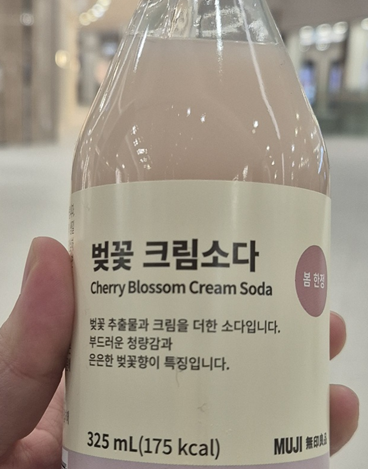 벚꽃 크림소다
Cherry Blossom Cream Soda
봄 한정
벚꽃 추출물과 크림을 더한 소다입니다.
부드러운 청량감과
은은한 벚꽃향이 특징입니다.
325 mL(175 kcal)
MUJI 無印良品